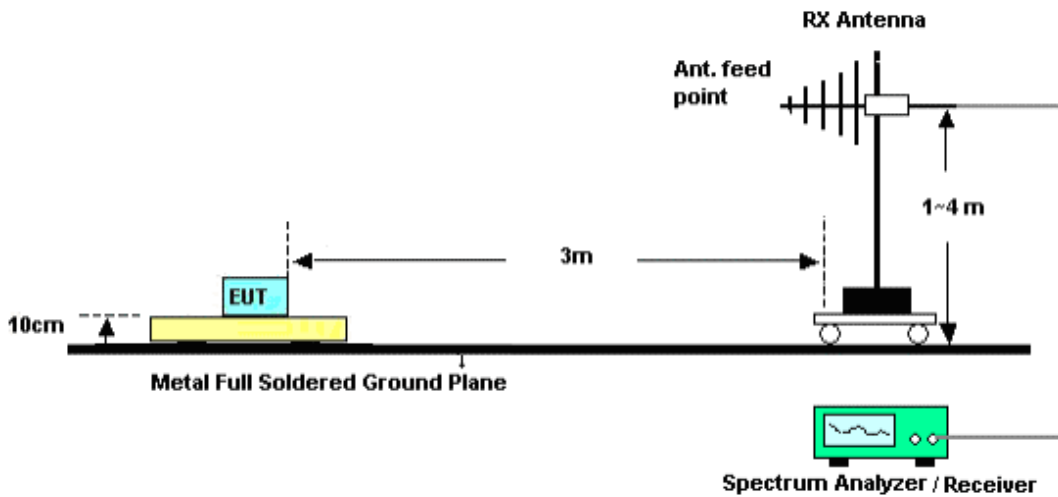 RX Antenna
Ant. feed
point
1~4 m
3m
EUT
10cm
Metal Full Soldered Ground Plane
Spectrum Analyzer / Receiver